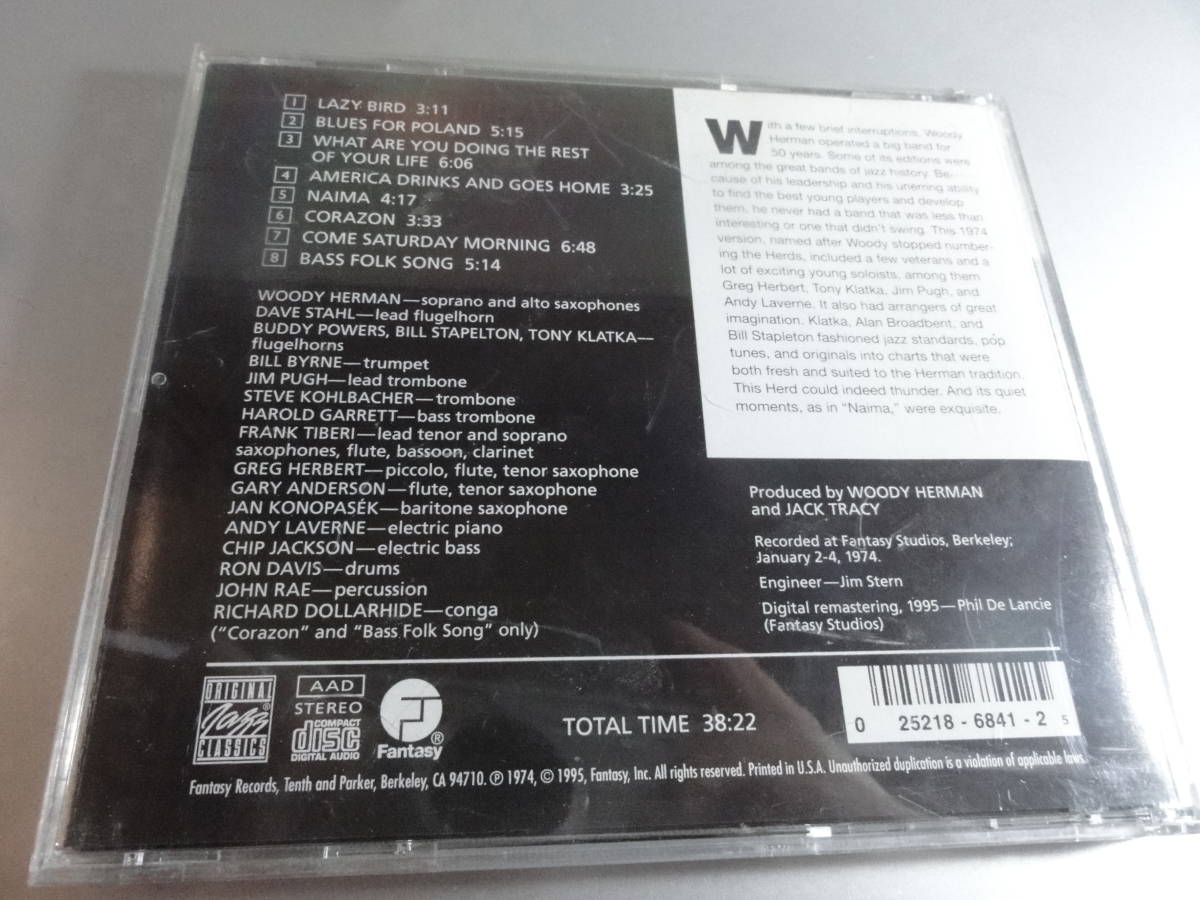 1 LAZY BIRD 3:11
2 BLUES FOR POLAND 5:15
3 WHAT ARE YOU DOING THE REST
OF YOUR LIFE 6:06
4 AMERICA DRINKS AND GOES HOME 3:25
5 NAIMA 4:17
6 CORAZON 3:33
7 COME SATURDAY MORNING 6:48
8 BASS FOLK SONG 5:14
WOODY HERMAN—soprano and alto saxophones
DAVE STAHL—lead flugelhorn
BUDDY POWERS, BILL STAPELTON, TONY KLATKA—
flugelhorns
BILL BYRNE—trumpet
JIM PUGH—lead trombone
STEVE KOHLBACHER—trombone
HAROLD GARRETT—bass trombone
FRANK TIBERI—lead tenor and soprano
saxophones, flute, bassoon, clarinet
GREG HERBERT—piccolo, flute, tenor saxophone
GARY ANDERSON—flute, tenor saxophone
JAN KONOPASÉK—baritone saxophone
ANDY LAVERNE—electric piano
CHIP JACKSON—electric bass
RON DAVIS—drums
JOHN RAE—percussion
RICHARD DOLLARHIDE—conga
("Corazon" and "Bass Folk Song" only)
With a few brief interruptions, Woody
Herman operated a big band for
50 years. Some of its editions were
among the great bands of jazz history. Be-
cause of his leadership and his unerring ability
to find the best young players and develop
them, he never had a band that was less than
interesting or one that didn't swing. This 1974
version, named after Woody stopped number-
ing the Herds, included a few veterans and a
lot of exciting young soloists, among them
Greg Herbert, Tony Klatka, Jim Pugh, and
Andy Laverne. It also had arrangers of great
imagination. Klatka, Alan Broadbent, and
Bill Stapleton fashioned jazz standards, pop
tunes, and originals into charts that were
both fresh and suited to the Herman tradition.
This Herd could indeed thunder. And its quiet
moments, as in "Naima," were exquisite.
Produced by WOODY HERMAN
and JACK TRACY
Recorded at Fantasy Studios, Berkeley;
January 2-4, 1974.
Engineer—Jim Stern
Digital remastering, 1995—Phil De Lancie
(Fantasy Studios)
ORIGINAL
Jazz ®
CLASSICS
AAD
STEREO
COMPACT
disc
DIGITAL AUDIO
F
Fantasy ®
TOTAL TIME 38:22
0 25218-6841-2 5
Fantasy Records, Tenth and Parker, Berkeley, CA 94710. ℗ 1974, © 1995, Fantasy, Inc. All rights reserved. Printed in U.S.A. Unauthorized duplication is a violation of applicable laws.